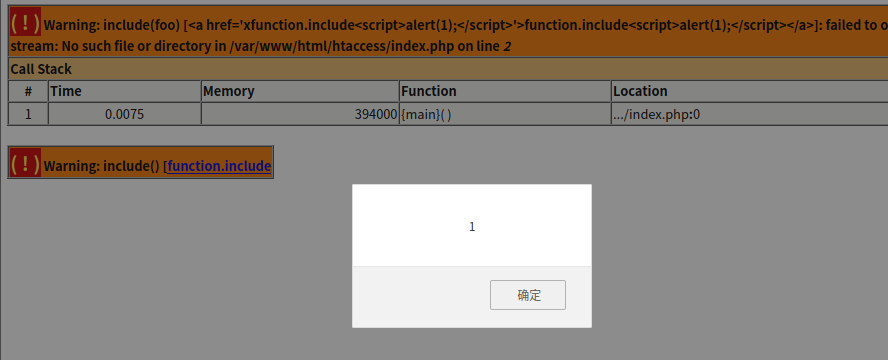 (!) Warning: include(foo) [<a href='xfunction.include<script>alert(1);</script>'>function.include<script>alert(1);</script></a>]: failed to o
stream: No such file or directory in /var/www/html/htaccess/index.php on line 2
Call Stack
# Time Memory Function Location
1 0.0075 394000 {main}( ) .../index.php:0
(!) Warning: include() [function.include
1
确定